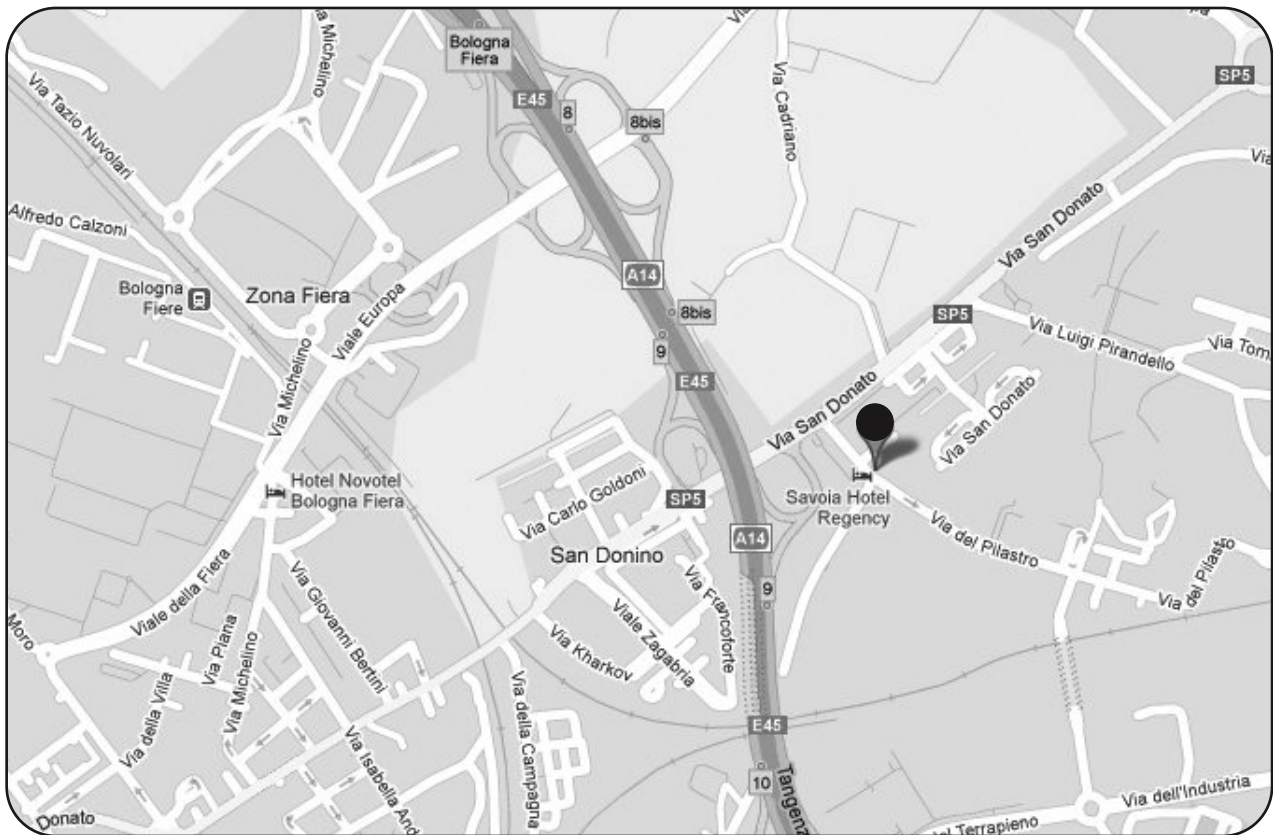 Bologna
Fiera
Via Michelino
Via
SP5
Via Tazio Nuvolari
E45
8
8bis
Via Cadriano
Via
Alfredo Calzoni
Via San Donato
A14
Bologna
Fiere
Zona Fiera
Viale Europa
8bis
SP5
Via Luigi Pirandello
Via Tom
9
E45
Via Michelino
Via San Donato
Via San Donato
Via San Donato
Hotel Novotel
Bologna Fiera
Via Carlo Goldoni
SP5
Savoia Hotel
Regency
Via del Pilastro
A14
San Donino
Via del Pilastro
Via Francoforte
9
Viale della Fiera
Via Giovanni Bertini
Viale Zagabria
Via Kharkov
Moro
Via Piana
Via Michelino
Via della Villa
Via della Campagna
E45
Via Isabella And
10
Tangenz
Via dell'Industria
Donato
el Terrapieno